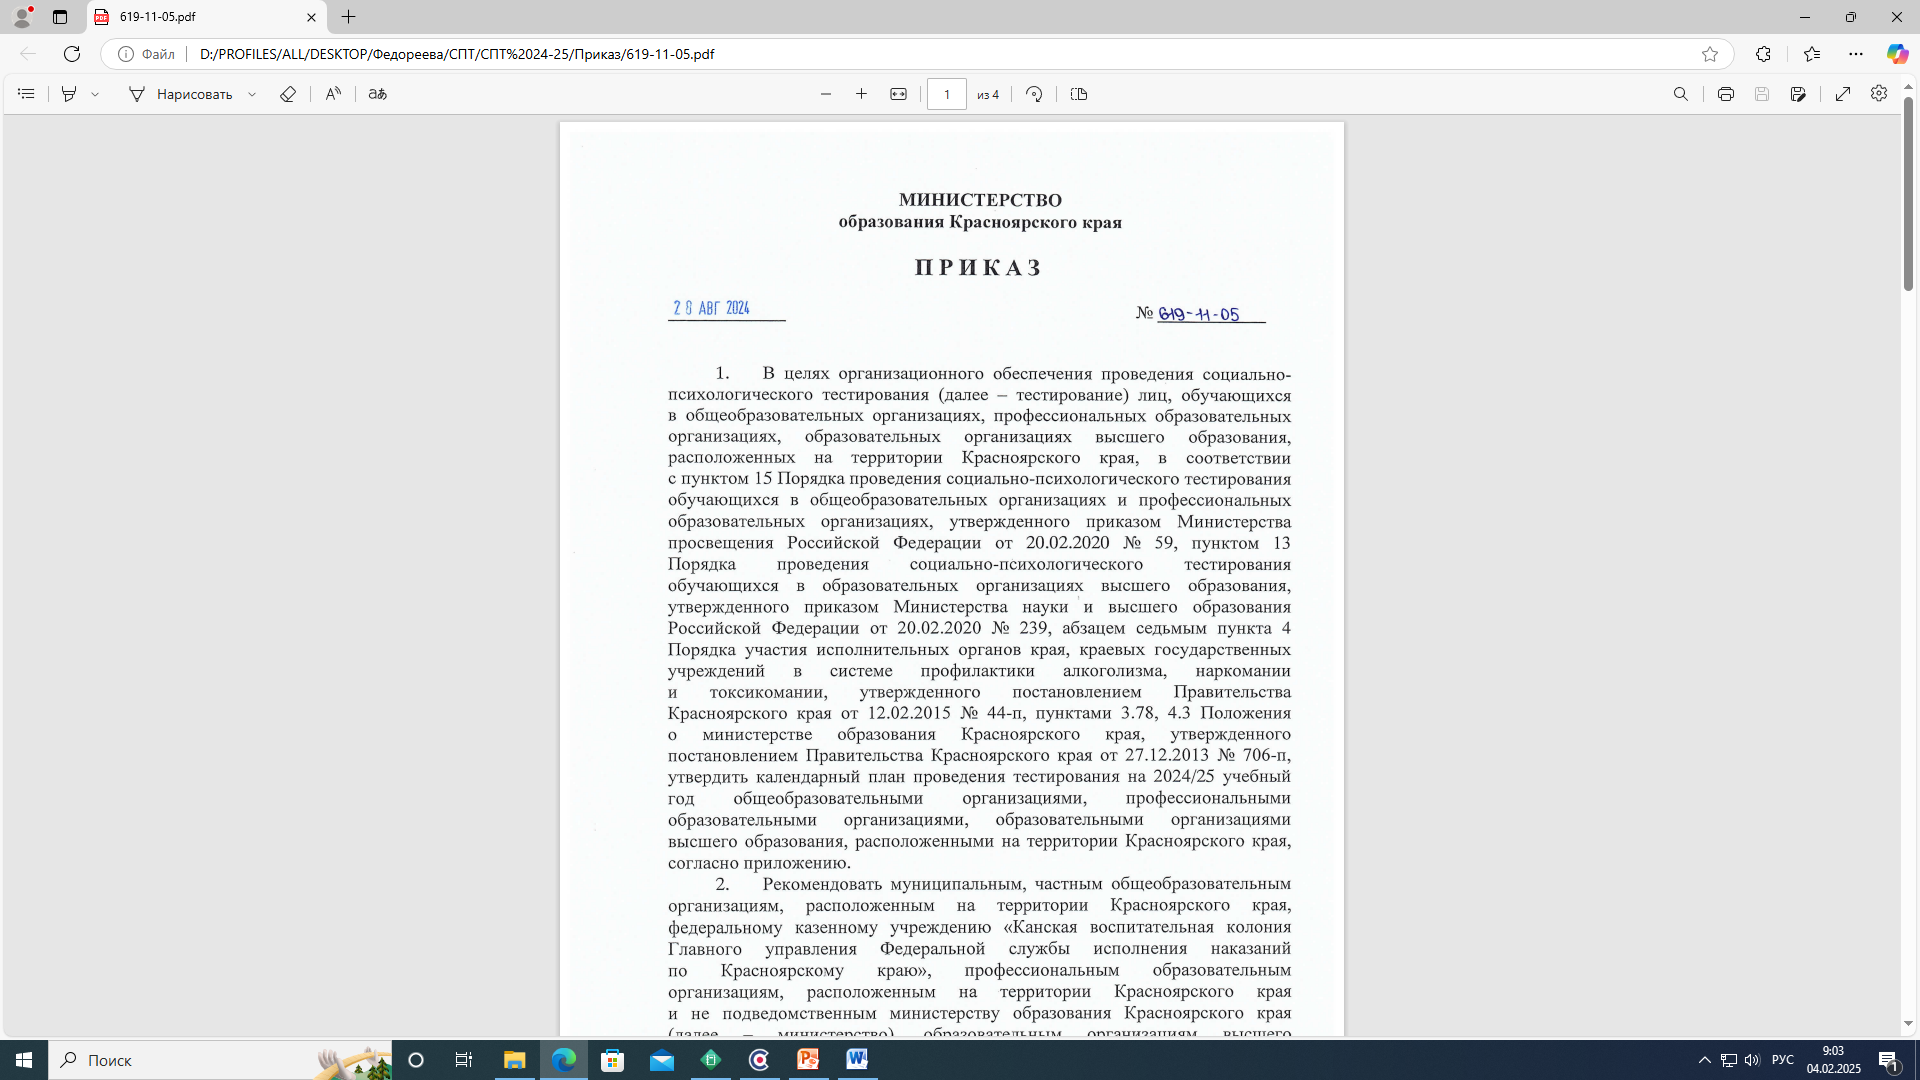 619-11-05.pdf
Файл
D:/PROFILES/ALL/DESKTOP/Федореева/СПТ/СПТ%2024-25/Приказ/619-11-05.pdf
Нарисовать
аあ
1 из 4
МИНИСТЕРСТВО
образования Красноярского края
ПРИКАЗ
28 АВГ 2024
№ 619-11-05
1. В целях организационного обеспечения проведения социально-
психологического тестирования (далее – тестирование) лиц, обучающихся
в общеобразовательных организациях, профессиональных образовательных
организациях, образовательных организациях высшего образования,
расположенных на территории Красноярского края, в соответствии
с пунктом 15 Порядка проведения социально-психологического тестирования
обучающихся в общеобразовательных организациях и профессиональных
образовательных организациях, утвержденного приказом Министерства
просвещения Российской Федерации от 20.02.2020 № 59, пунктом 13
Порядка проведения социально-психологического тестирования
обучающихся в образовательных организациях высшего образования,
утвержденного приказом Министерства науки и высшего образования
Российской Федерации от 20.02.2020 № 239, абзацем седьмым пункта 4
Порядка участия исполнительных органов края, краевых государственных
учреждений в системе профилактики алкоголизма, наркомании
и токсикомании, утвержденного постановлением Правительства
Красноярского края от 12.02.2015 № 44-п, пунктами 3.78, 4.3 Положения
о министерстве образования Красноярского края, утвержденного
постановлением Правительства Красноярского края от 27.12.2013 № 706-п,
утвердить календарный план проведения тестирования на 2024/25 учебный
год общеобразовательными организациями, профессиональными
образовательными организациями, образовательными организациями
высшего образования, расположенными на территории Красноярского края,
согласно приложению.
2. Рекомендовать муниципальным, частным общеобразовательным
организациям, расположенным на территории Красноярского края,
федеральному казенному учреждению «Канская воспитательная колония
Главного управления Федеральной службы исполнения наказаний
по Красноярскому краю», профессиональным образовательным
организациям, расположенным на территории Красноярского края
и не подведомственным министерству образования Красноярского края
(далее – министерство), образовательным организациям высшего
Поиск
РУС
9:03
04.02.2025
1